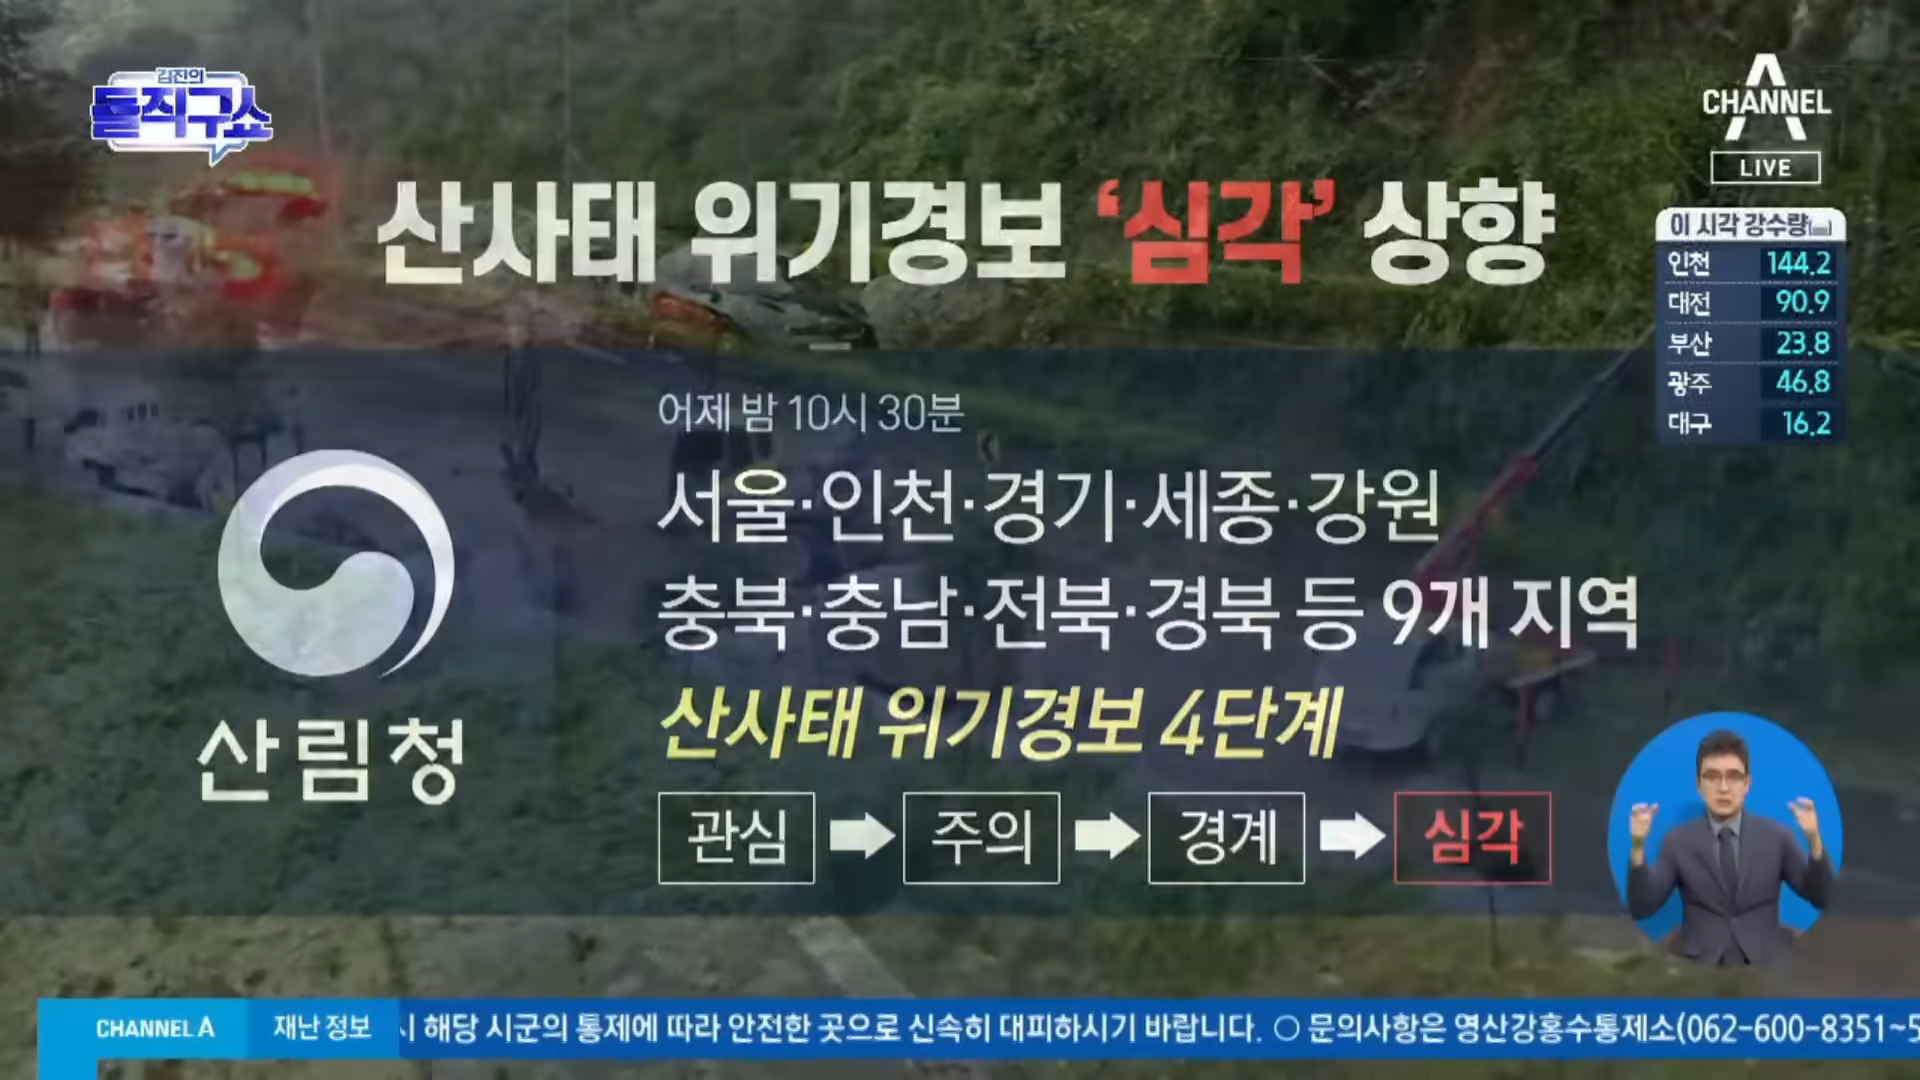 김진의
돌직구쇼
CHANNEL A
LIVE
산사태 위기경보 ‘심각’ 상향
이 시각 강수량(㎜)
인천 144.2
대전 90.9
부산 23.8
광주 46.8
대구 16.2
어제 밤 10시 30분
서울·인천·경기·세종·강원
충북·충남·전북·경북 등 9개 지역
산사태 위기경보 4단계
관심 주의 경계 심각
산림청
CHANNEL A 재난 정보 시 해당 시군의 통제에 따라 안전한 곳으로 신속히 대피하시기 바랍니다. ○ 문의사항은 영산강홍수통제소(062-600-8351~5